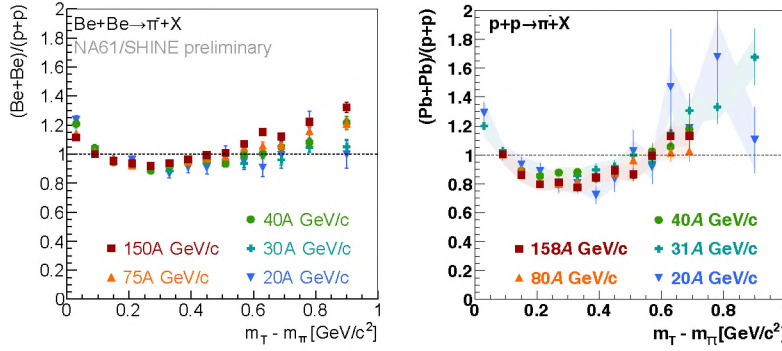 Be+Be→π⁻+X
NA61/SHINE preliminary
(Be+Be)/(p+p)
2
1.8
1.6
1.4
1.2
1
0.8
0.6
0.4
0.2
0
40A GeV/c
150A GeV/c
30A GeV/c
75A GeV/c
20A GeV/c
0
0.2
0.4
0.6
0.8
1
m_T - m_π [GeV/c²]
p+p→π⁻+X
(Pb+Pb)/(p+p)
2
1.8
1.6
1.4
1.2
1
0.8
0.6
0.4
0.2
0
40A GeV/c
158A GeV/c
31A GeV/c
80A GeV/c
20A GeV/c
0
0.2
0.4
0.6
0.8
1
m_T - m_π [GeV/c²]